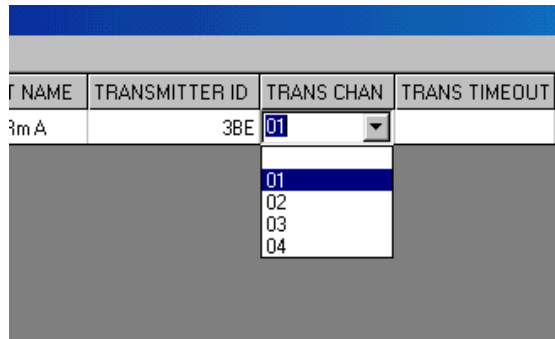 T NAME TRANSMITTER ID TRANS CHAN TRANS TIMEOUT
Rm A 3BE 01
01
02
03
04